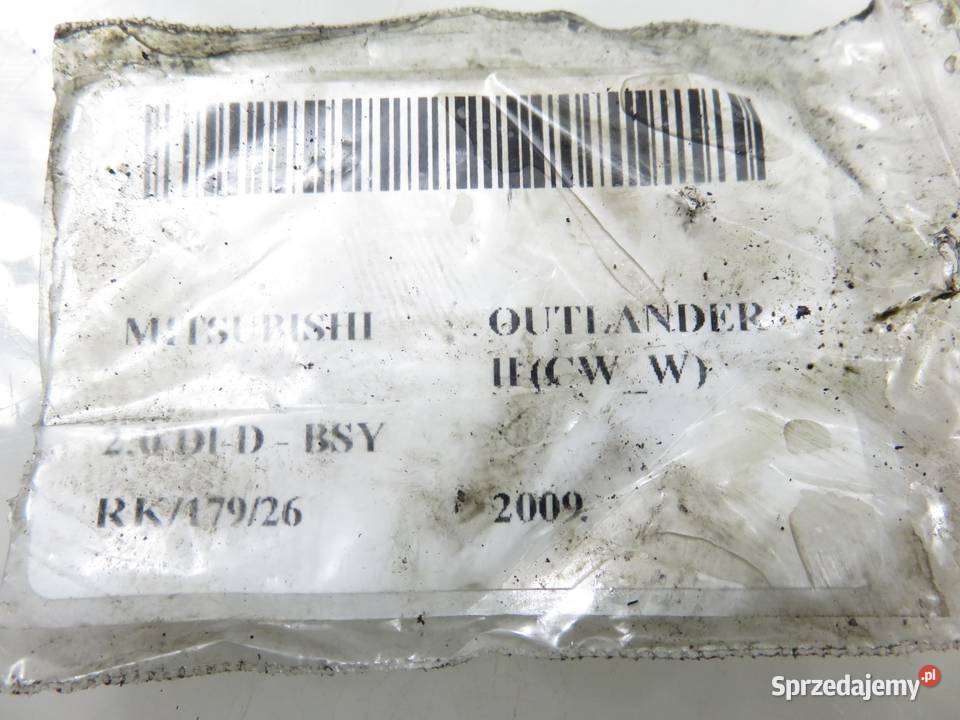 MITSUBISHI OUTLANDER
II(CW_W)
2.0 DI-D - BSY
RK/179/26 2009
Sprzedajemy.pl